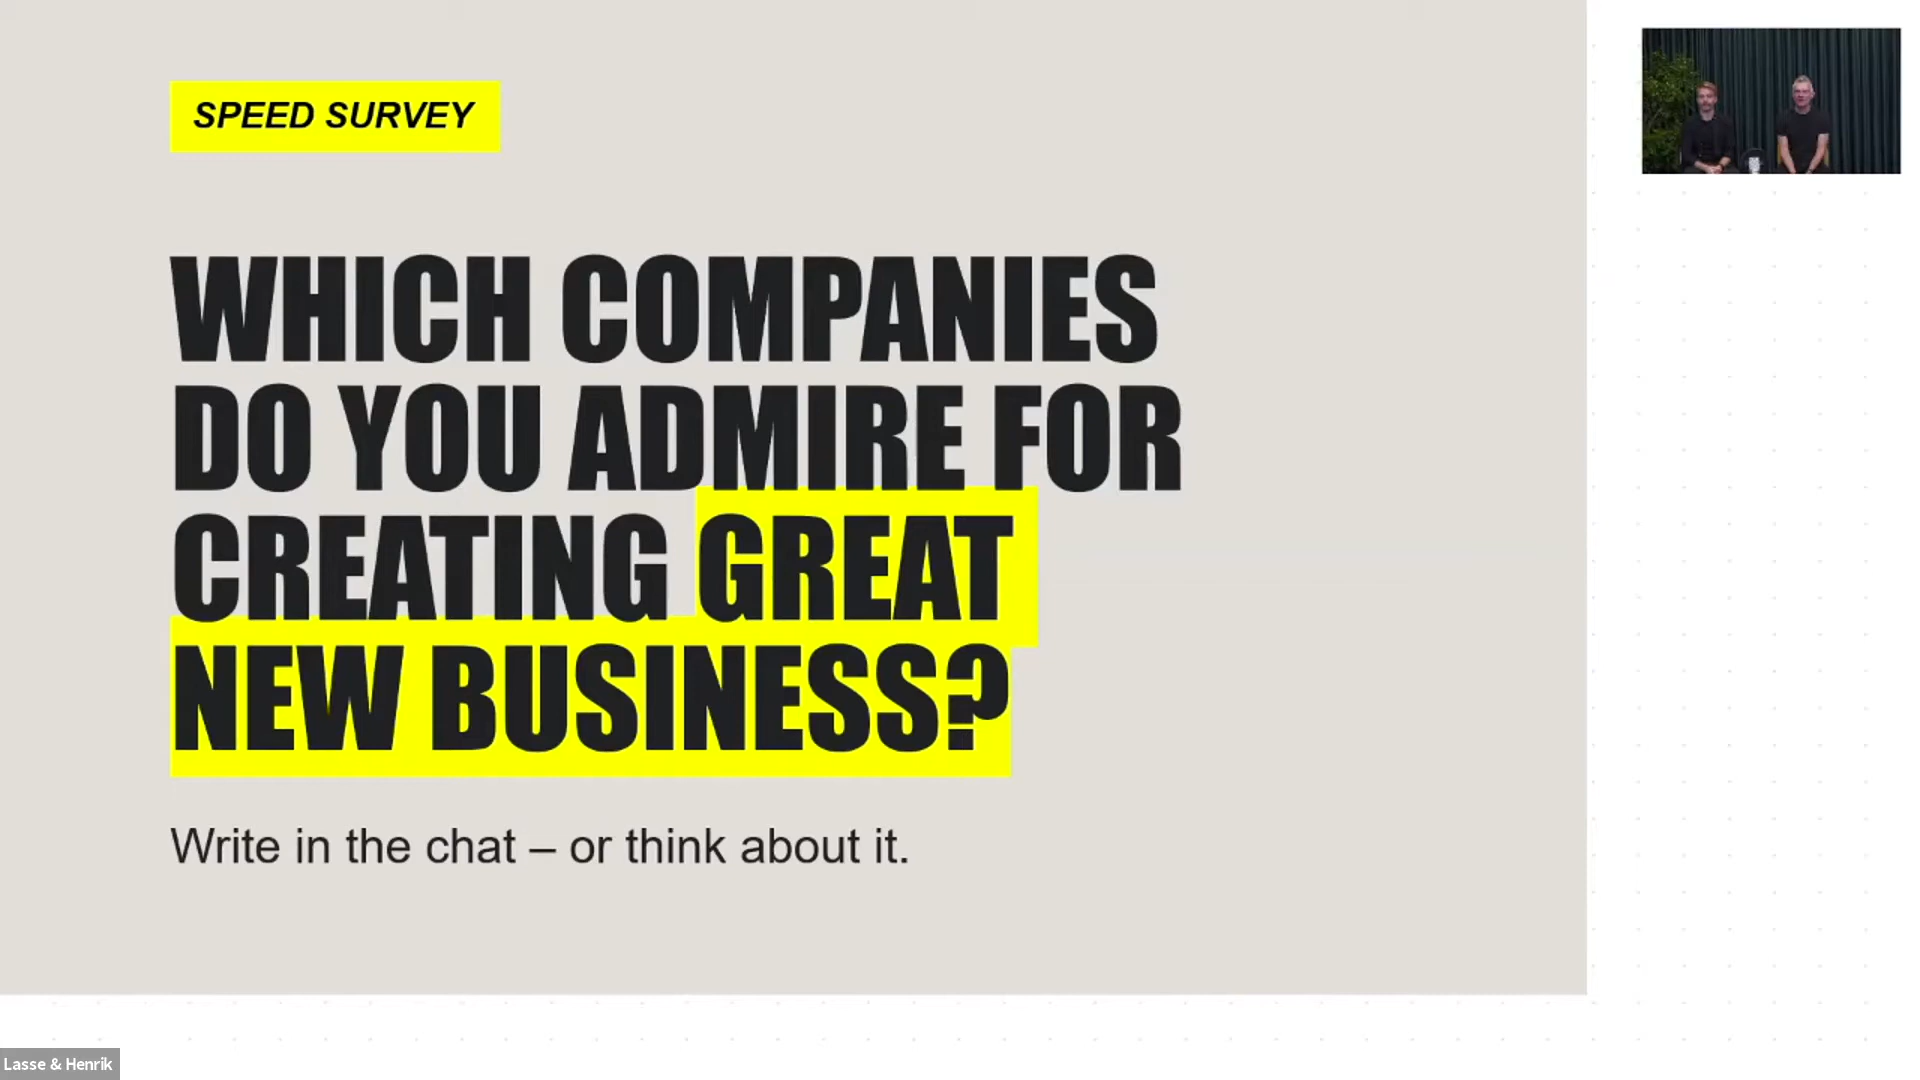 SPEED SURVEY
WHICH COMPANIES
DO YOU ADMIRE FOR
CREATING GREAT
NEW BUSINESS?
Write in the chat – or think about it.
Lasse & Henrik